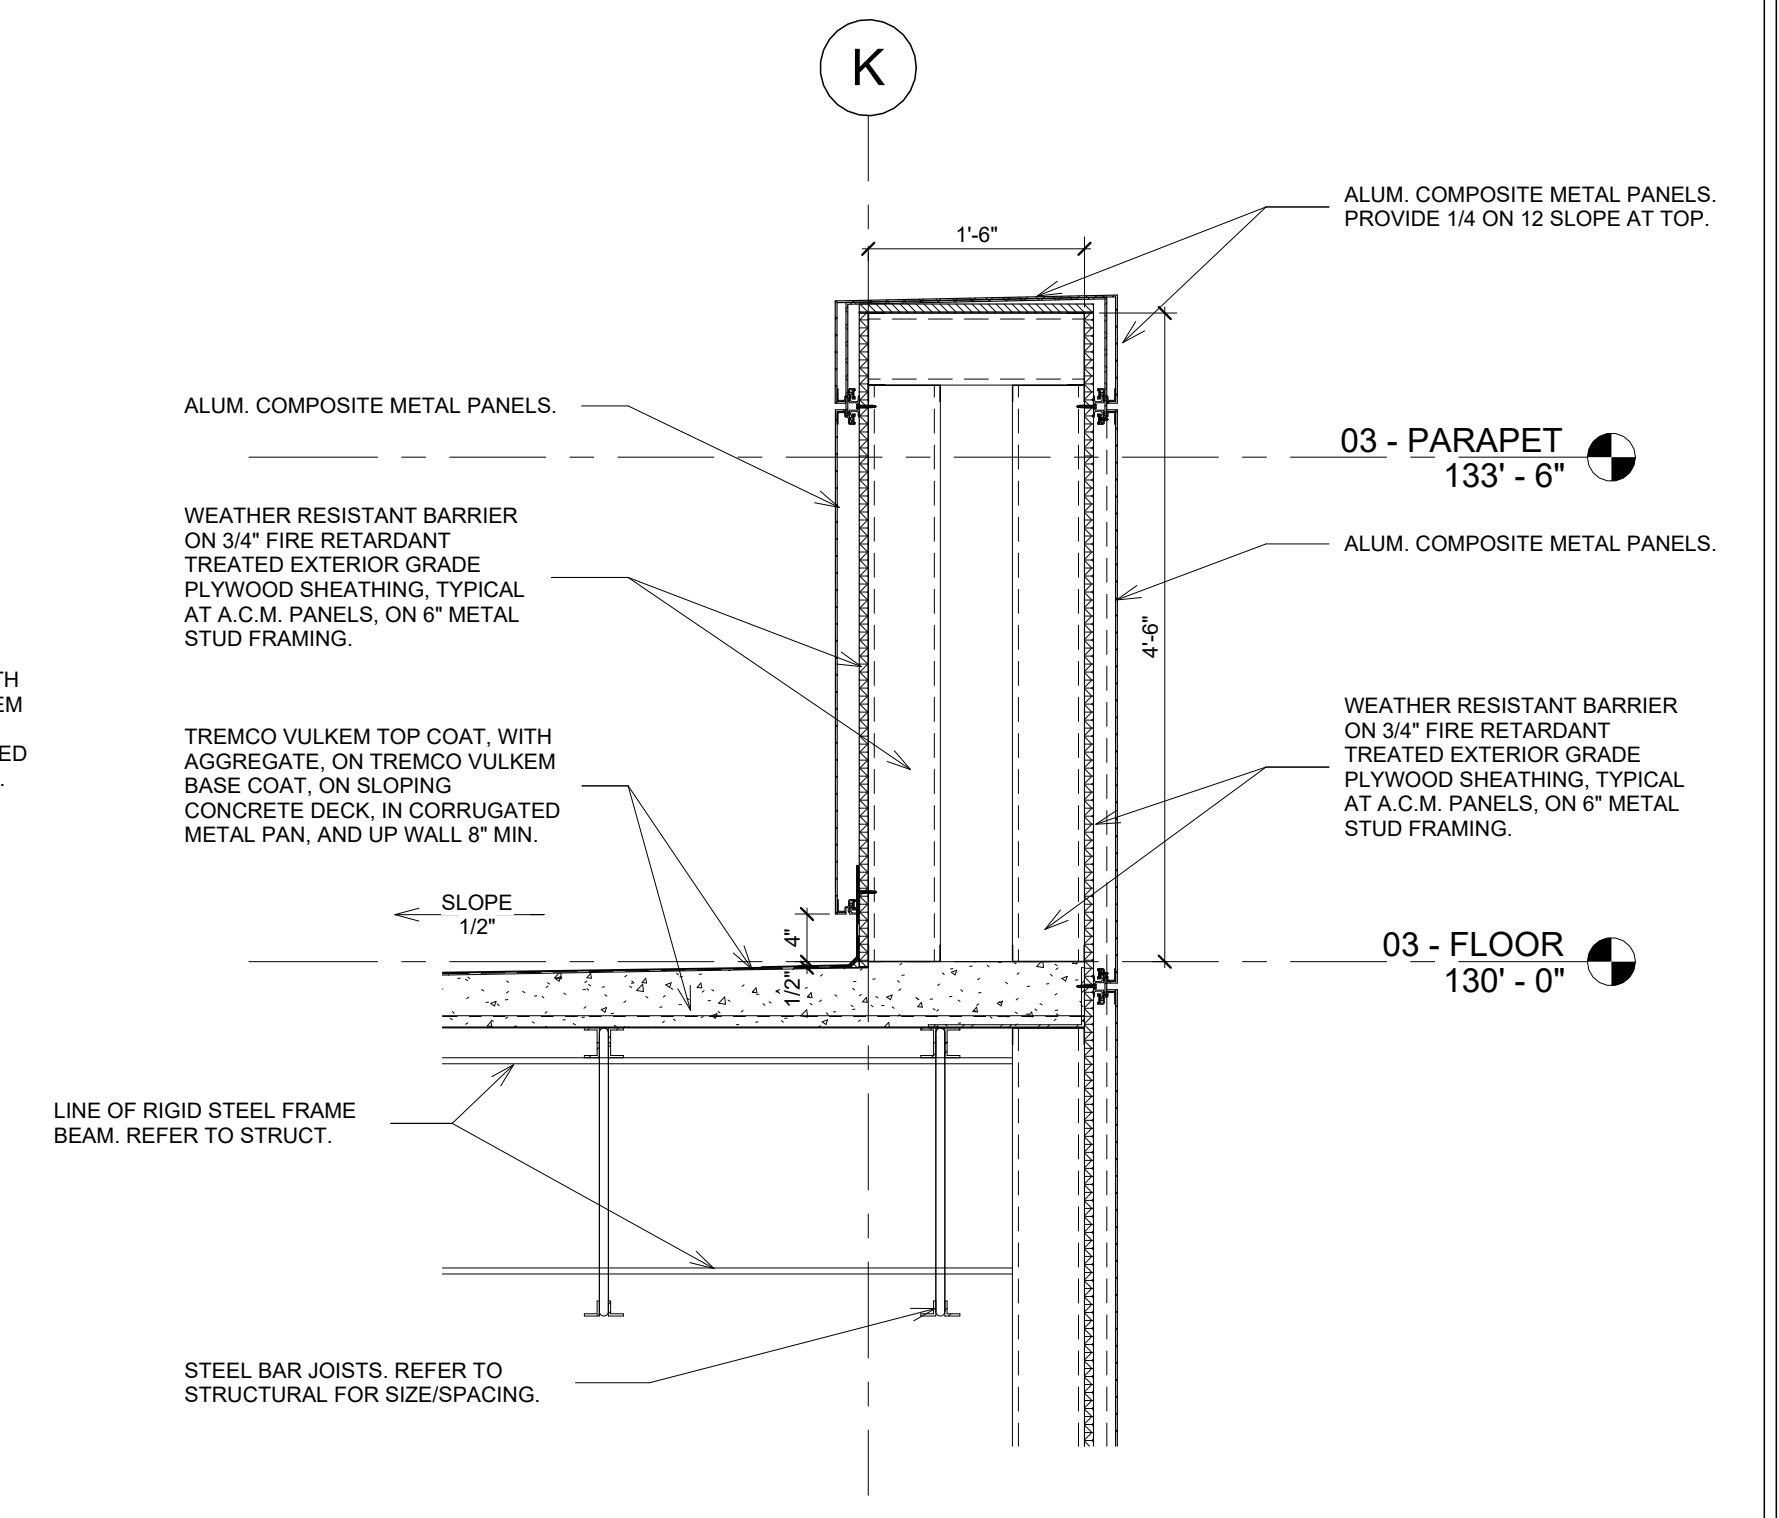 K
1'-6"
ALUM. COMPOSITE METAL PANELS.
PROVIDE 1/4 ON 12 SLOPE AT TOP.
ALUM. COMPOSITE METAL PANELS.
03 - PARAPET
133' - 6"
WEATHER RESISTANT BARRIER
ON 3/4" FIRE RETARDANT
TREATED EXTERIOR GRADE
PLYWOOD SHEATHING, TYPICAL
AT A.C.M. PANELS, ON 6" METAL
STUD FRAMING.
ALUM. COMPOSITE METAL PANELS.
4'-6"
TH
EM
ED
.
TREMCO VULKEM TOP COAT, WITH
AGGREGATE, ON TREMCO VULKEM
BASE COAT, ON SLOPING
CONCRETE DECK, IN CORRUGATED
METAL PAN, AND UP WALL 8" MIN.
WEATHER RESISTANT BARRIER
ON 3/4" FIRE RETARDANT
TREATED EXTERIOR GRADE
PLYWOOD SHEATHING, TYPICAL
AT A.C.M. PANELS, ON 6" METAL
STUD FRAMING.
SLOPE
1/2"
4"
1/2"
03 - FLOOR
130' - 0"
LINE OF RIGID STEEL FRAME
BEAM. REFER TO STRUCT.
STEEL BAR JOISTS. REFER TO
STRUCTURAL FOR SIZE/SPACING.